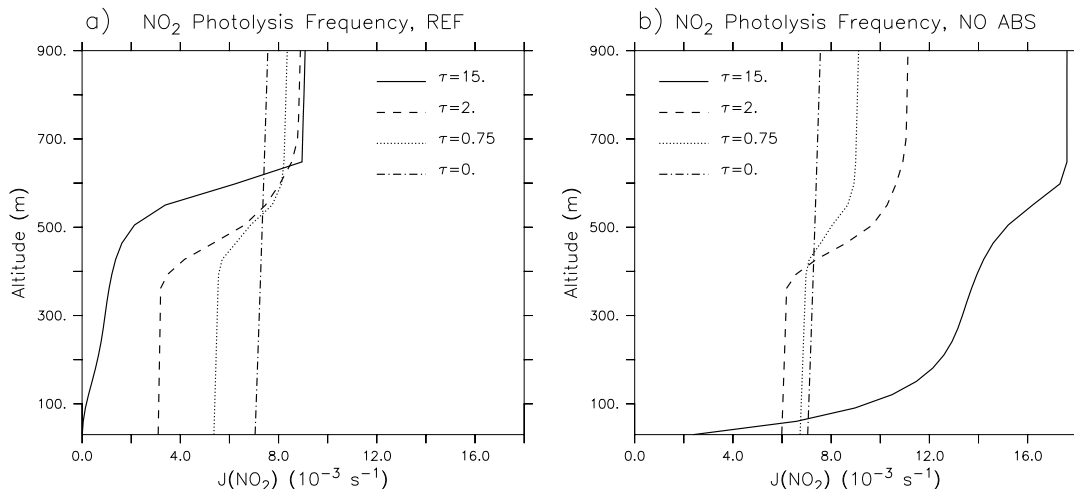 a) NO₂ Photolysis Frequency, REF
900.
700.
500.
300.
100.
Altitude (m)
τ=15.
τ=2.
τ=0.75
τ=0.
0.0 4.0 8.0 12.0 16.0
J(NO₂) (10⁻³ s⁻¹)
b) NO₂ Photolysis Frequency, NO ABS
900.
700.
500.
300.
100.
Altitude (m)
τ=15.
τ=2.
τ=0.75
τ=0.
0.0 4.0 8.0 12.0 16.0
J(NO₂) (10⁻³ s⁻¹)